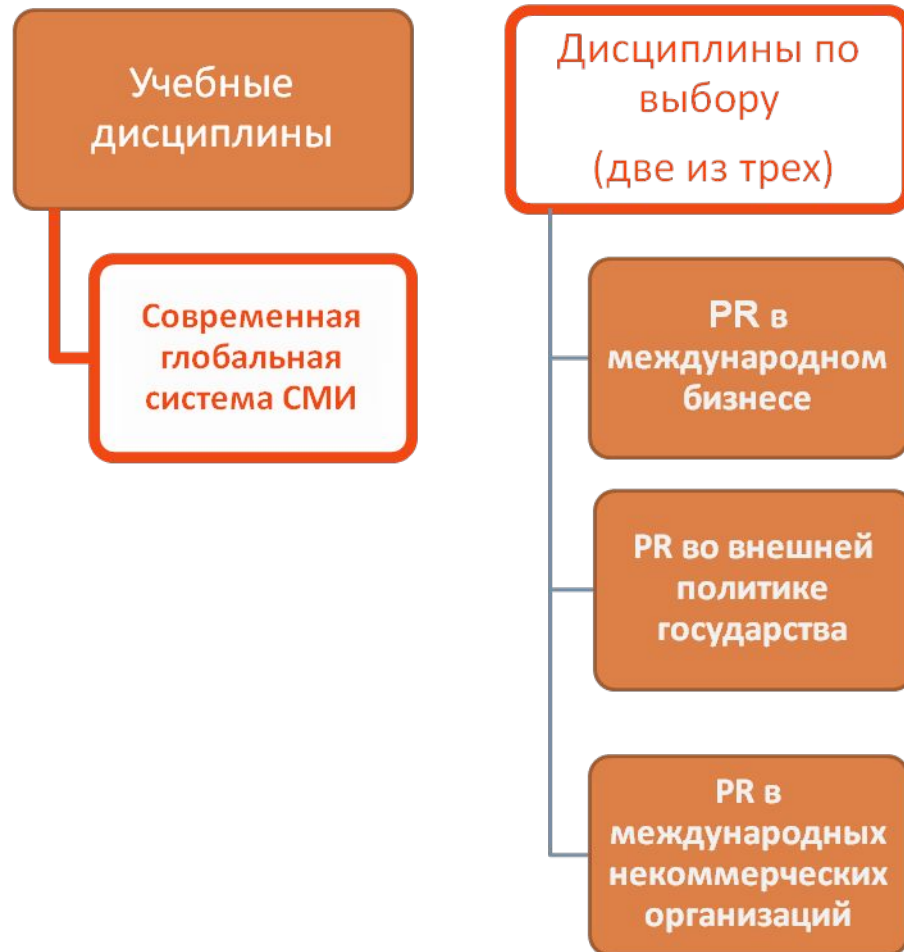 Учебные
дисциплины
Современная
глобальная
система СМИ
Дисциплины по
выбору
(две из трех)
PR в
международном
бизнесе
PR во внешней
политике
государства
PR в
международных
некоммерческих
организаций